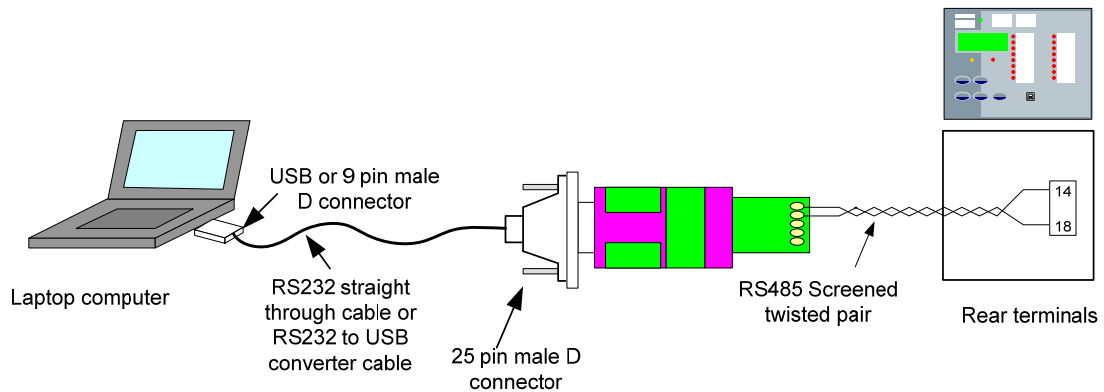 USB or 9 pin male
D connector
14
18
Laptop computer
RS232 straight
through cable or
RS232 to USB
converter cable
25 pin male D
connector
RS485 Screened
twisted pair
Rear terminals